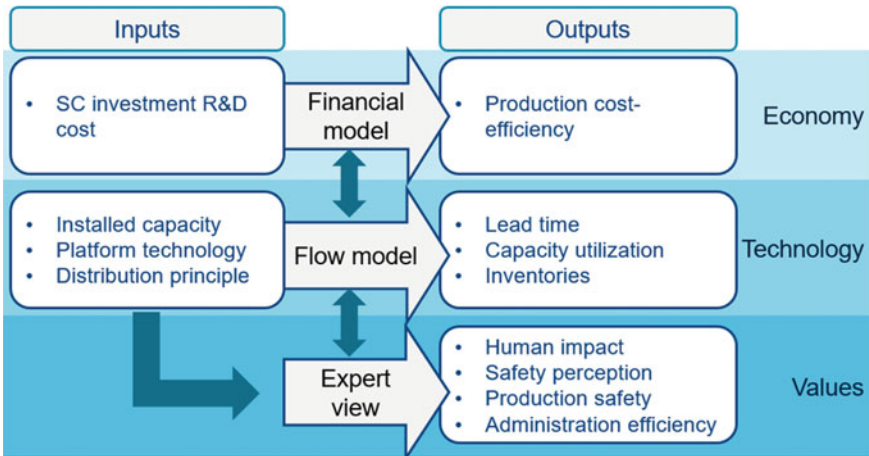 Inputs
Outputs
• SC investment R&D
cost
Financial
model
• Production cost-
efficiency
Economy
• Installed capacity
• Platform technology
• Distribution principle
Flow model
• Lead time
• Capacity utilization
• Inventories
Technology
Expert
view
• Human impact
• Safety perception
• Production safety
• Administration efficiency
Values